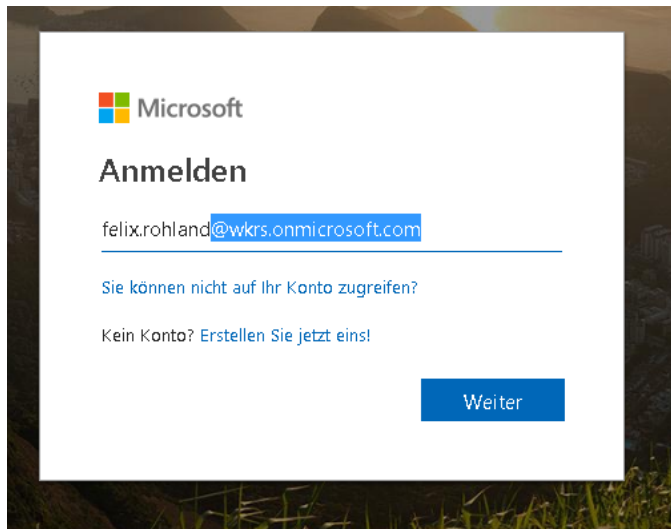 Microsoft
Anmelden
felix.rohland@wkrs.onmicrosoft.com
Sie können nicht auf Ihr Konto zugreifen?
Kein Konto? Erstellen Sie jetzt eins!
Weiter